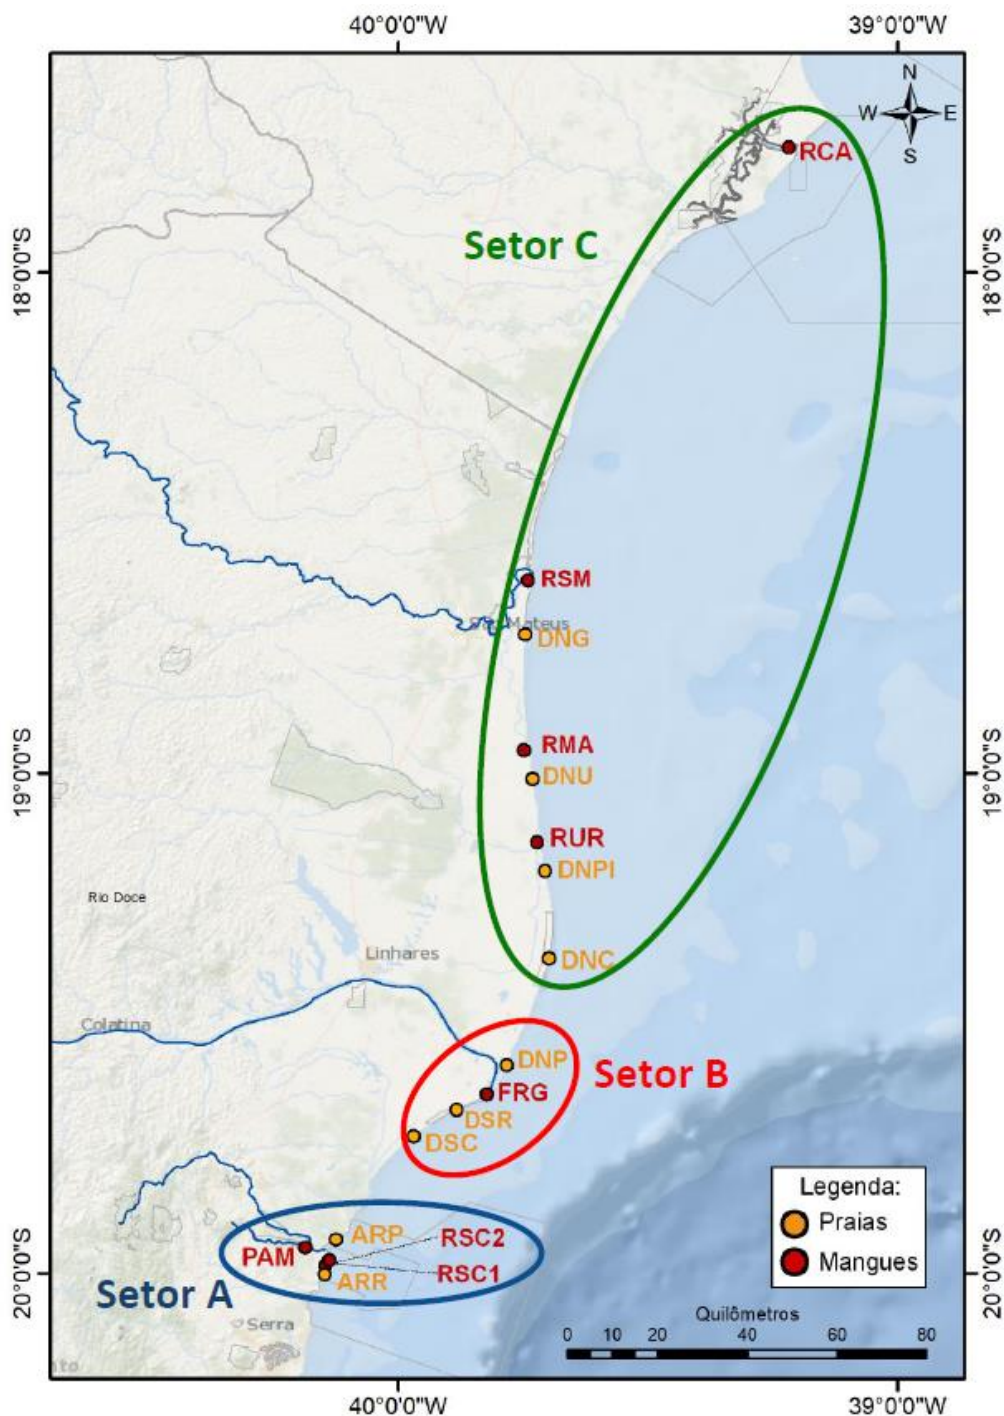 40°0'0"W
39°0'0"W
N
W
E
S
RCA
Setor C
18°0'0"S
18°0'0"S
RSM
DNG
RMA
19°0'0"S
DNU
19°0'0"S
RUR
DNPI
Rio Doce
Linhares
DNC
Colatina
DNP
Setor B
FRG
DSR
DSC
Legenda:
Praias
Mangues
ARP
RSC2
PAM
RSC1
ARR
20°0'0"S
20°0'0"S
Setor A
Serra
Quilômetros
0 10 20 40 60 80
40°0'0"W
39°0'0"W